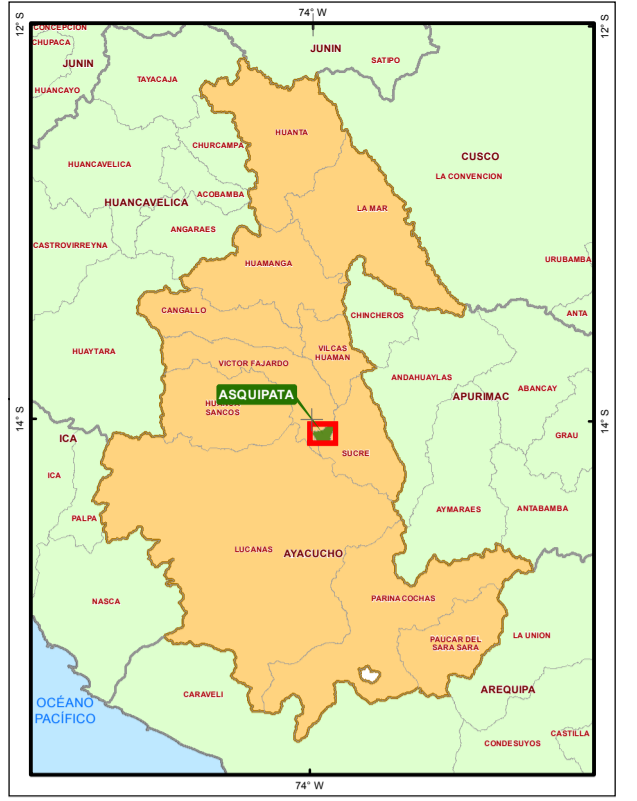 74° W
12° S
12° S
CONCEPCION
CHUPACA
JUNIN
JUNIN
SATIPO
TAYACAJA
HUANCAYO
HUANTA
CHURCAMPA
CUSCO
HUANCAVELICA
LA CONVENCION
ACOBAMBA
HUANCAVELICA
LA MAR
ANGARAES
CASTROVIRREYNA
URUBAMBA
HUAMANGA
CANGALLO
CHINCHEROS
ANTA
HUAYTARA
VILCAS
HUAMAN
VICTOR FAJARDO
ANDAHUAYLAS
ABANCAY
ASQUIPATA
APURIMAC
SANCOS
14° S
14° S
ICA
GRAU
SUCRE
ICA
AYMARAES
ANTABAMBA
PALPA
LUCANAS
AYACUCHO
NASCA
PARINACOCHAS
PAUCAR DEL
SARA SARA
LA UNION
CARAVELI
AREQUIPA
OCÉANO
PACÍFICO
CASTILLA
CONDESUYOS
74° W